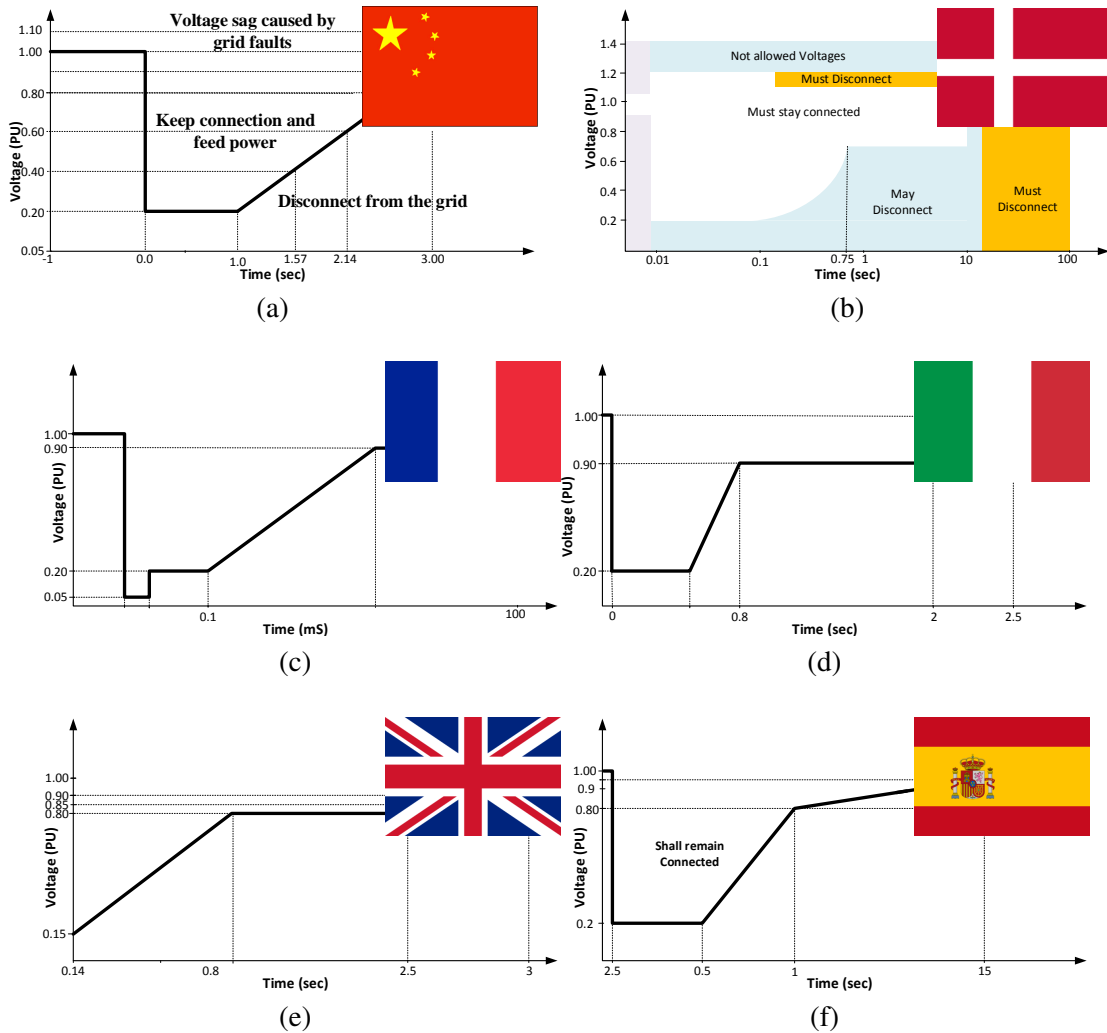 Voltage sag caused by
grid faults
1.10
1.00
0.80
0.60
0.40
0.20
0.05
Voltage (PU)
Keep connection and
feed power
Disconnect from the grid
-1
0.0
1.0
1.57
2.14
3.00
Time (sec)
(a)
1.4
1.2
1.0
0.8
0.6
0.4
0.2
Voltage (PU)
Not allowed Voltages
Must Disconnect
Must stay connected
May
Disconnect
Must
Disconnect
0.01
0.1
0.75
1
10
100
Time (sec)
(b)
1.00
0.90
0.20
0.05
Voltage (PU)
0.1
100
Time (mS)
(c)
1.00
0.90
0.20
Voltage (PU)
0
0.8
2
2.5
Time (sec)
(d)
1.00
0.90
0.85
0.80
0.15
Voltage (PU)
0.14
0.8
2.5
3
Time (sec)
(e)
1.00
0.9
0.80
0.2
Voltage (PU)
Shall remain
Connected
2.5
0.5
1
15
Time (sec)
(f)